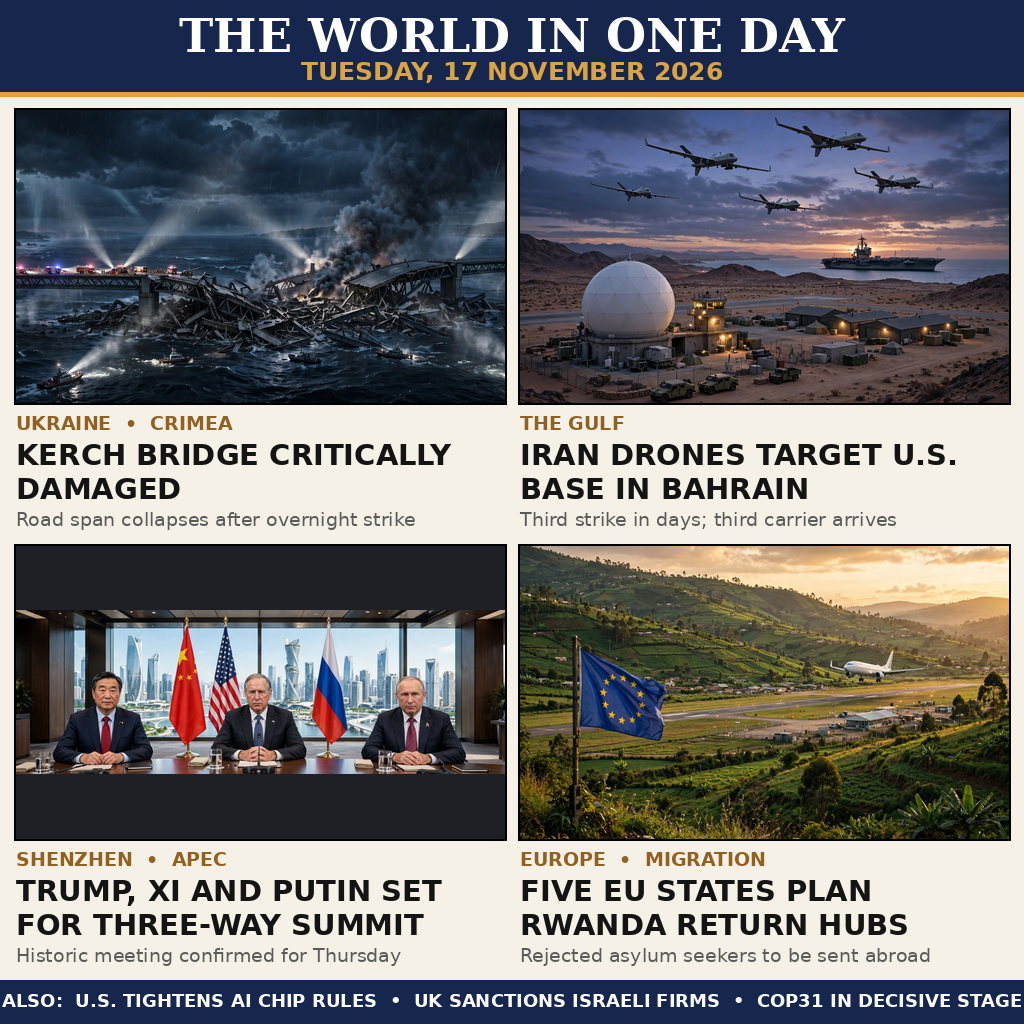 THE WORLD IN ONE DAY
TUESDAY, 17 NOVEMBER 2026
UKRAINE • CRIMEA
KERCH BRIDGE CRITICALLY
DAMAGED
Road span collapses after overnight strike
THE GULF
IRAN DRONES TARGET U.S.
BASE IN BAHRAIN
Third strike in days; third carrier arrives
SHENZHEN • APEC
TRUMP, XI AND PUTIN SET
FOR THREE-WAY SUMMIT
Historic meeting confirmed for Thursday
EUROPE • MIGRATION
FIVE EU STATES PLAN
RWANDA RETURN HUBS
Rejected asylum seekers to be sent abroad
ALSO: U.S. TIGHTENS AI CHIP RULES • UK SANCTIONS ISRAELI FIRMS • COP31 IN DECISIVE STAGE